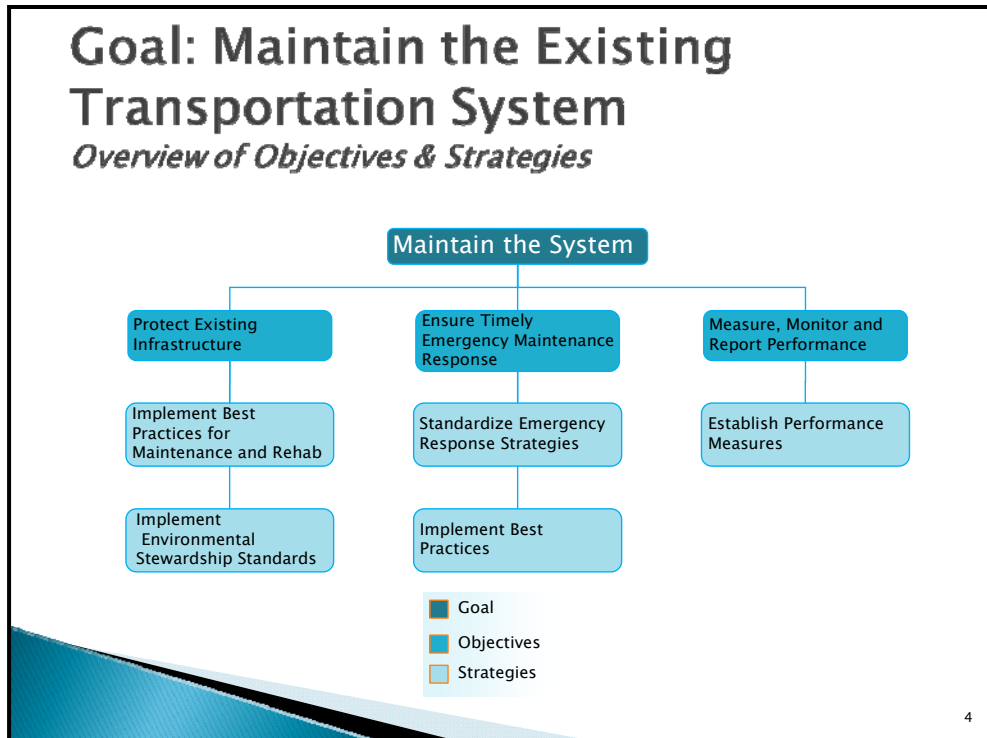 Goal: Maintain the Existing
Transportation System
Overview of Objectives & Strategies
Maintain the System
Protect Existing
Infrastructure
Ensure Timely
Emergency Maintenance
Response
Measure, Monitor and
Report Performance
Implement Best
Practices for
Maintenance and Rehab
Standardize Emergency
Response Strategies
Establish Performance
Measures
Implement
Environmental
Stewardship Standards
Implement Best
Practices
Goal
Objectives
Strategies
4